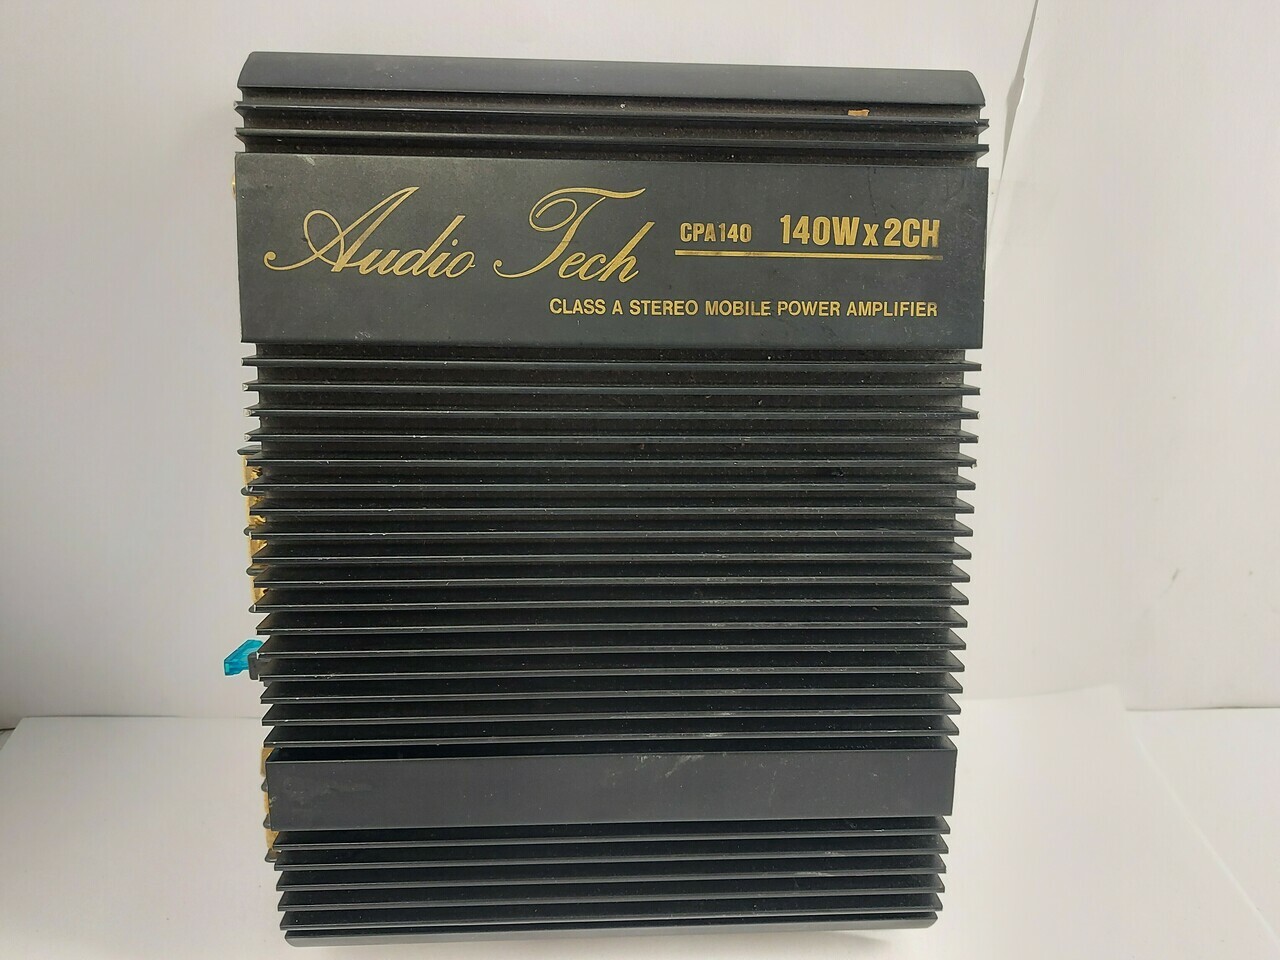 Audio Tech CPA140 140W x 2CH
CLASS A STEREO MOBILE POWER AMPLIFIER